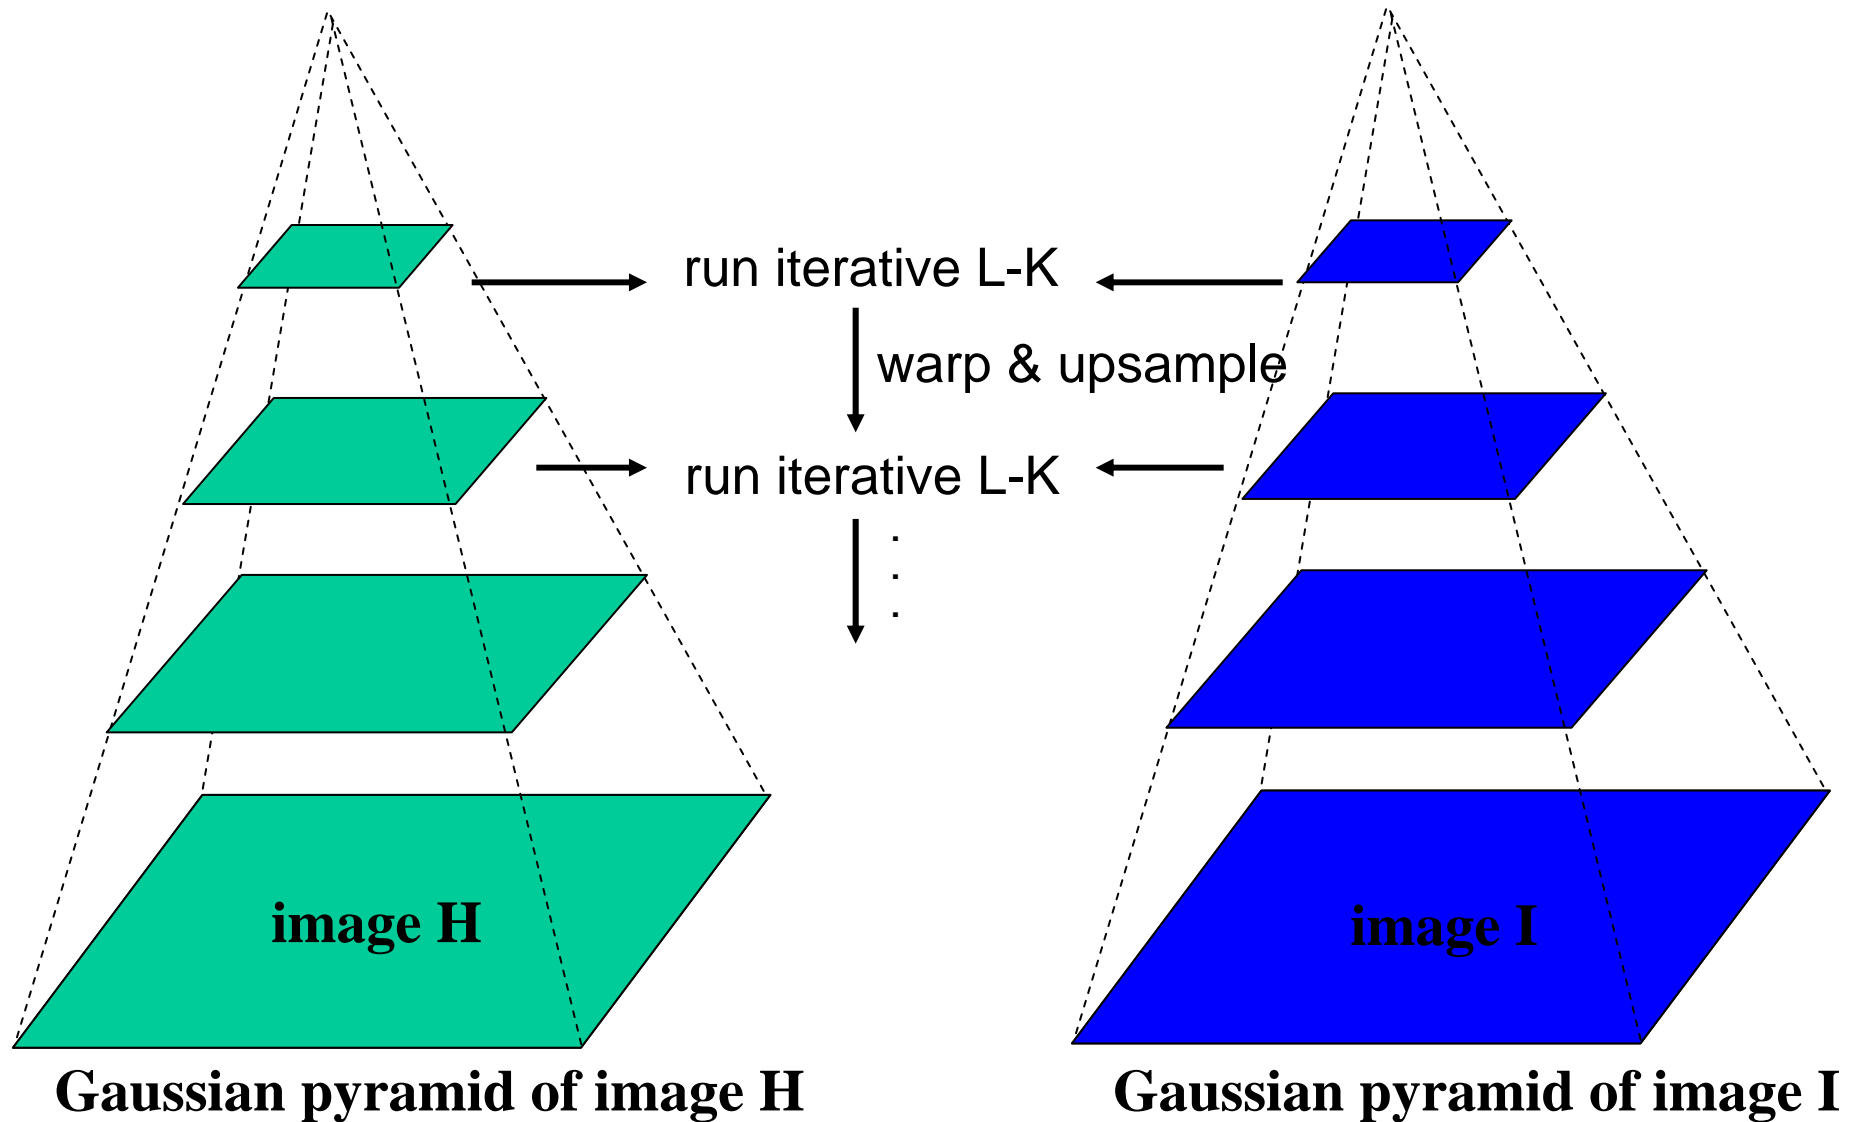 run iterative L-K
warp & upsample
run iterative L-K
.
.
.
image H
image I
Gaussian pyramid of image H
Gaussian pyramid of image I